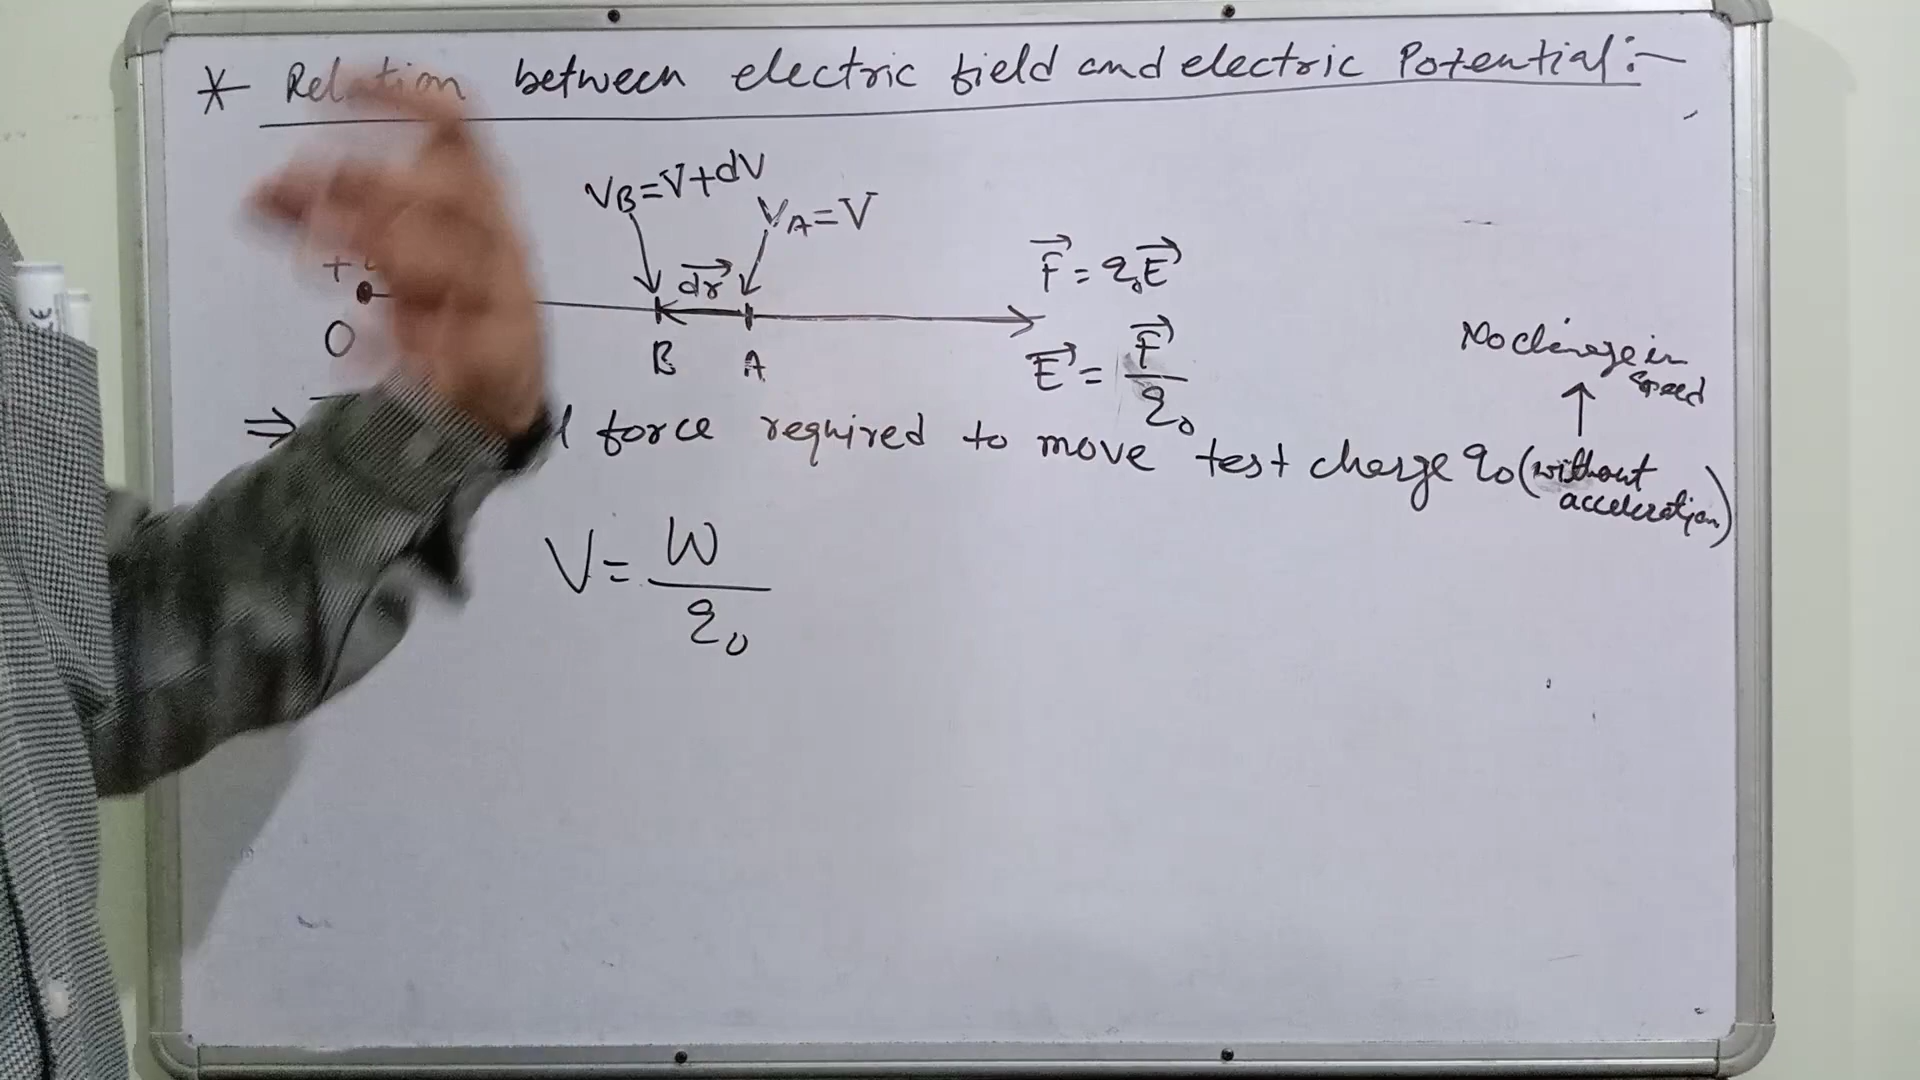 * Relation between electric field and electric Potential:-
VB=V+dV
VA=V
dr
+
O
B A
F = q0E
E = F / q0
No change in speed
↑
⇒ force required to move test charge q0 (without acceleration)
V = W / q0